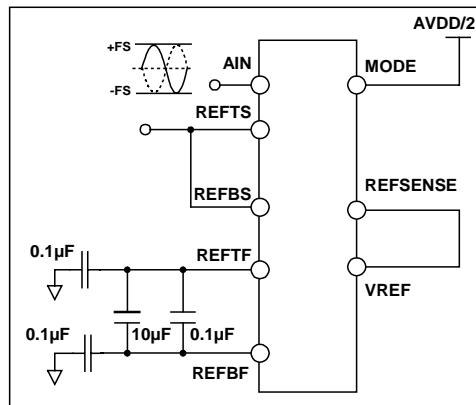 AVDD/2
+FS
AIN
MODE
-FS
REFTS
REFSENSE
REFBS
0.1µF
REFTF
VREF
0.1µF
10µF
0.1µF
REFBF